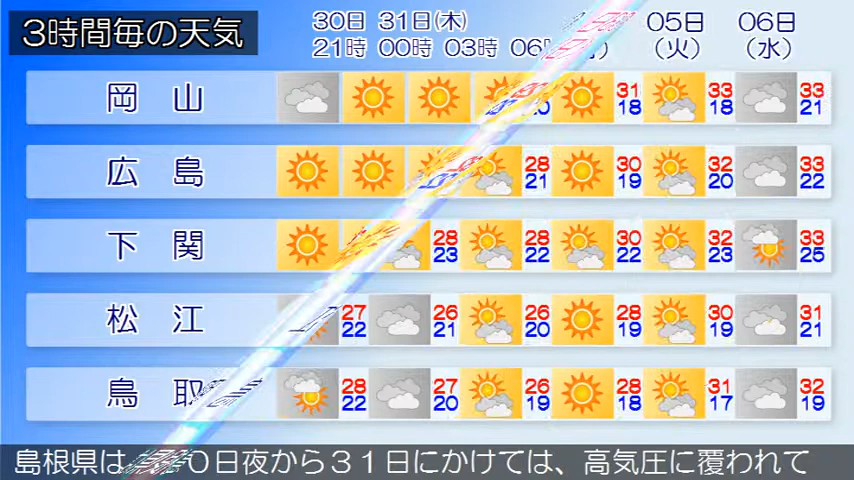 3時間毎の天気
30日 31日(木) 05日 06日
21時 00時 03時 (火) (水)
岡 山 31 18 33 18 33 21
広 島 28 21 30 19 32 20 33 22
下 関 28 23 28 22 30 22 32 23 33 25
松 江 27 22 26 21 26 20 28 19 30 19 31 21
鳥 取 28 22 27 20 26 19 28 18 31 17 32 19
島根県は 0日夜から31日にかけては、高気圧に覆われて